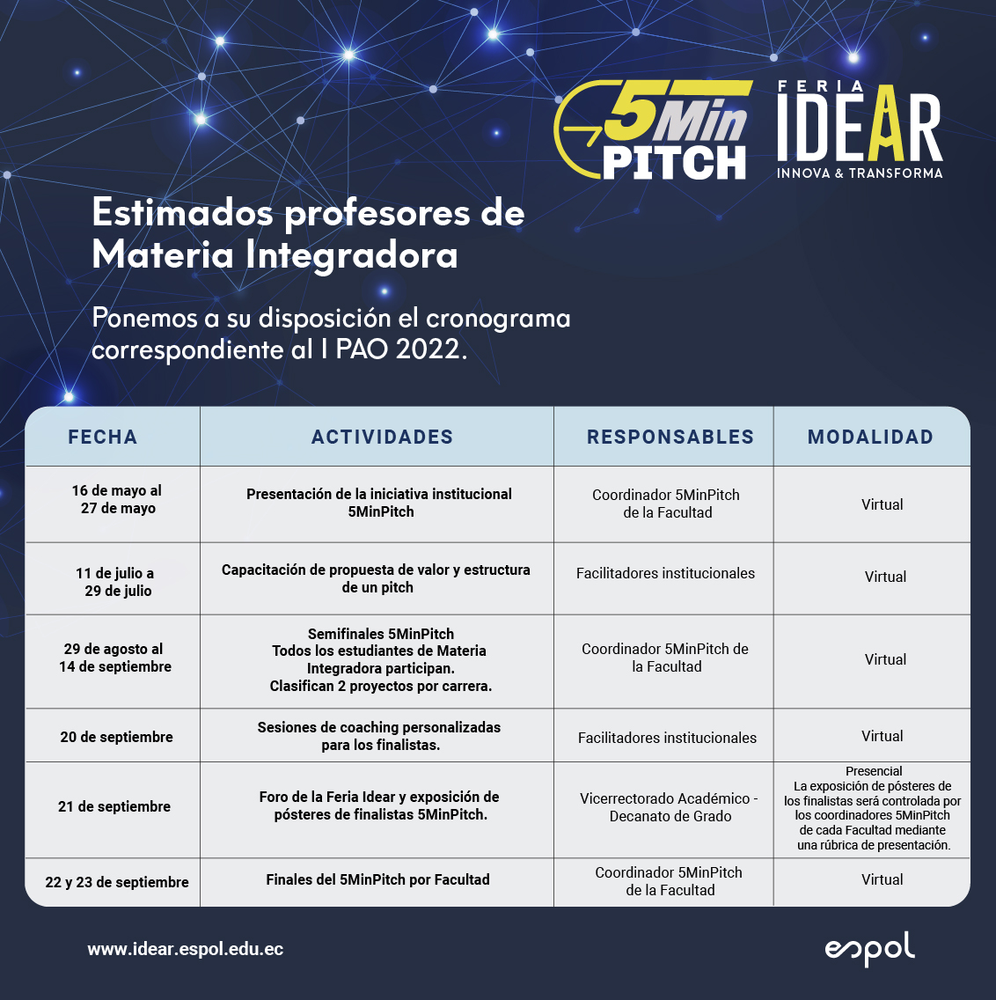 5Min
PITCH
FERIA
IDEAR
INNOVA & TRANSFORMA
Estimados profesores de
Materia Integradora
Ponemos a su disposición el cronograma
correspondiente al I PAO 2022.
FECHA
ACTIVIDADES
RESPONSABLES
MODALIDAD
16 de mayo al
27 de mayo
Presentación de la iniciativa institucional
5MinPitch
Coordinador 5MinPitch
de la Facultad
Virtual
11 de julio a
29 de julio
Capacitación de propuesta de valor y estructura
de un pitch
Facilitadores institucionales
Virtual
29 de agosto al
14 de septiembre
Semifinales 5MinPitch
Todos los estudiantes de Materia
Integradora participan.
Clasifican 2 proyectos por carrera.
Coordinador 5MinPitch de
la Facultad
Virtual
20 de septiembre
Sesiones de coaching personalizadas
para los finalistas.
Facilitadores institucionales
Virtual
21 de septiembre
Foro de la Feria Idear y exposición de
pósteres de finalistas 5MinPitch.
Vicerrectorado Académico -
Decanato de Grado
Presencial
La exposición de pósteres de
los finalistas será controlada por
los coordinadores 5MinPitch
de cada Facultad mediante
una rúbrica de presentación.
22 y 23 de septiembre
Finales del 5MinPitch por Facultad
Coordinador 5MinPitch
de la Facultad
Virtual
www.idear.espol.edu.ec
espol